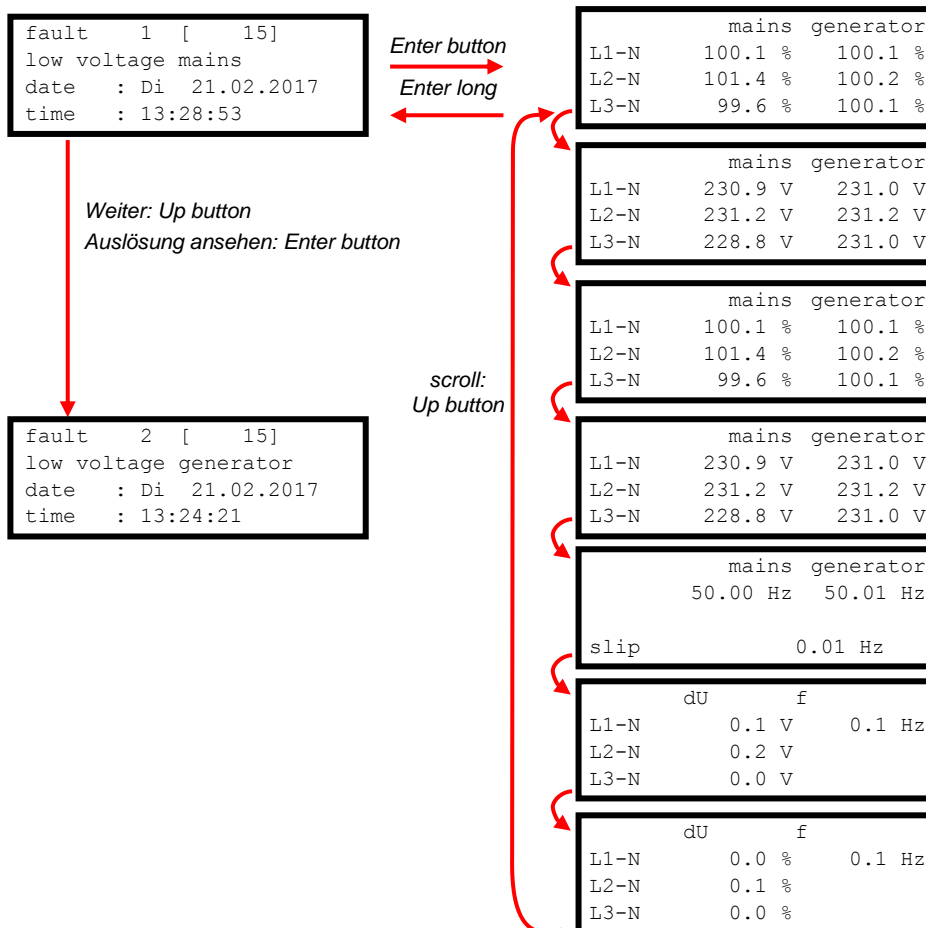 fault 1 [ 15]
low voltage mains
date : Di 21.02.2017
time : 13:28:53
Enter button
Enter long
Weiter: Up button
Auslösung ansehen: Enter button
fault 2 [ 15]
low voltage generator
date : Di 21.02.2017
time : 13:24:21
scroll:
Up button
mains generator
L1-N 100.1 % 100.1 %
L2-N 101.4 % 100.2 %
L3-N 99.6 % 100.1 %
mains generator
L1-N 230.9 V 231.0 V
L2-N 231.2 V 231.2 V
L3-N 228.8 V 231.0 V
mains generator
L1-N 100.1 % 100.1 %
L2-N 101.4 % 100.2 %
L3-N 99.6 % 100.1 %
mains generator
L1-N 230.9 V 231.0 V
L2-N 231.2 V 231.2 V
L3-N 228.8 V 231.0 V
mains generator
50.00 Hz 50.01 Hz
slip 0.01 Hz
dU f
L1-N 0.1 V 0.1 Hz
L2-N 0.2 V
L3-N 0.0 V
dU f
L1-N 0.0 % 0.1 Hz
L2-N 0.1 %
L3-N 0.0 %